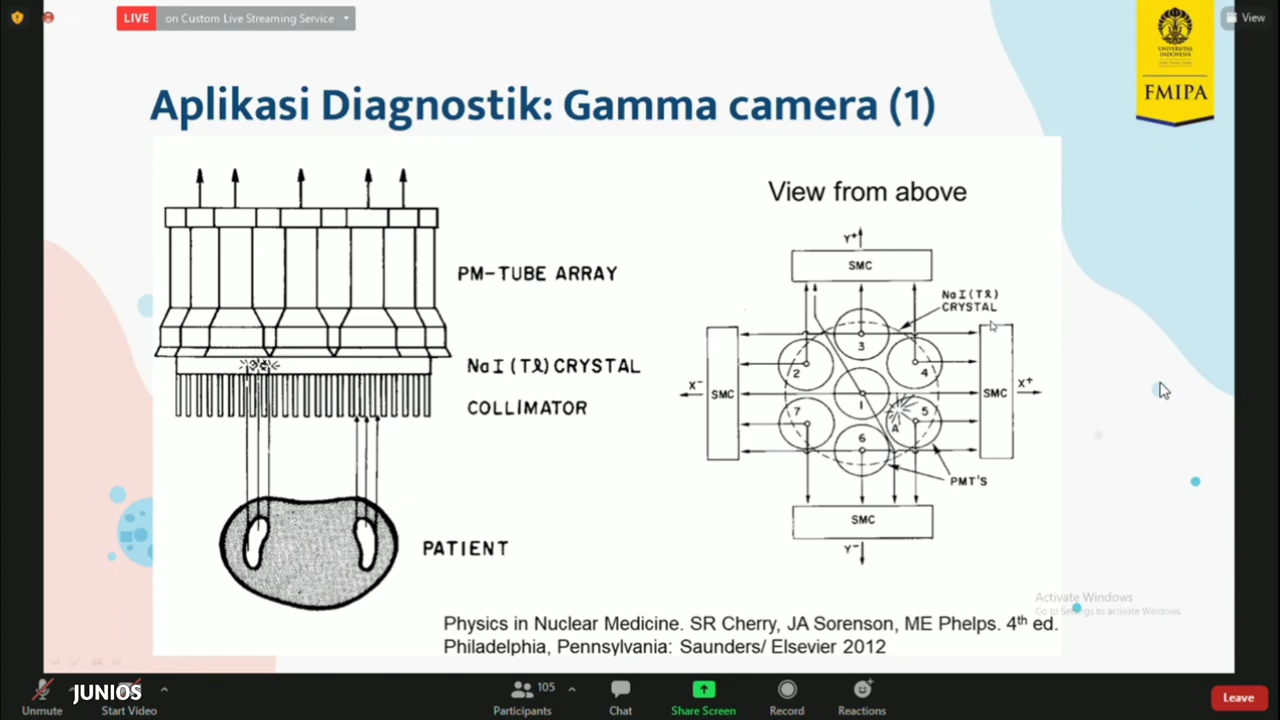 LIVE on Custom Live Streaming Service
View
UNIVERSITAS INDONESIA
FMIPA
Aplikasi Diagnostik: Gamma camera (1)
View from above
PM-TUBE ARRAY
NaI(Tl) CRYSTAL
COLLIMATOR
PATIENT
Y+
SMC
NaI(Tl)
CRYSTAL
3
2
4
X-
SMC
1
SMC
X+
7
5
A
6
PMT'S
SMC
Y-
Physics in Nuclear Medicine. SR Cherry, JA Sorenson, ME Phelps. 4th ed.
Philadelphia, Pennsylvania: Saunders/ Elsevier 2012
Activate Windows
Go to Settings to activate Windows.
JUNIOS
Unmute
Start Video
105
Participants
Chat
Share Screen
Record
Reactions
Leave